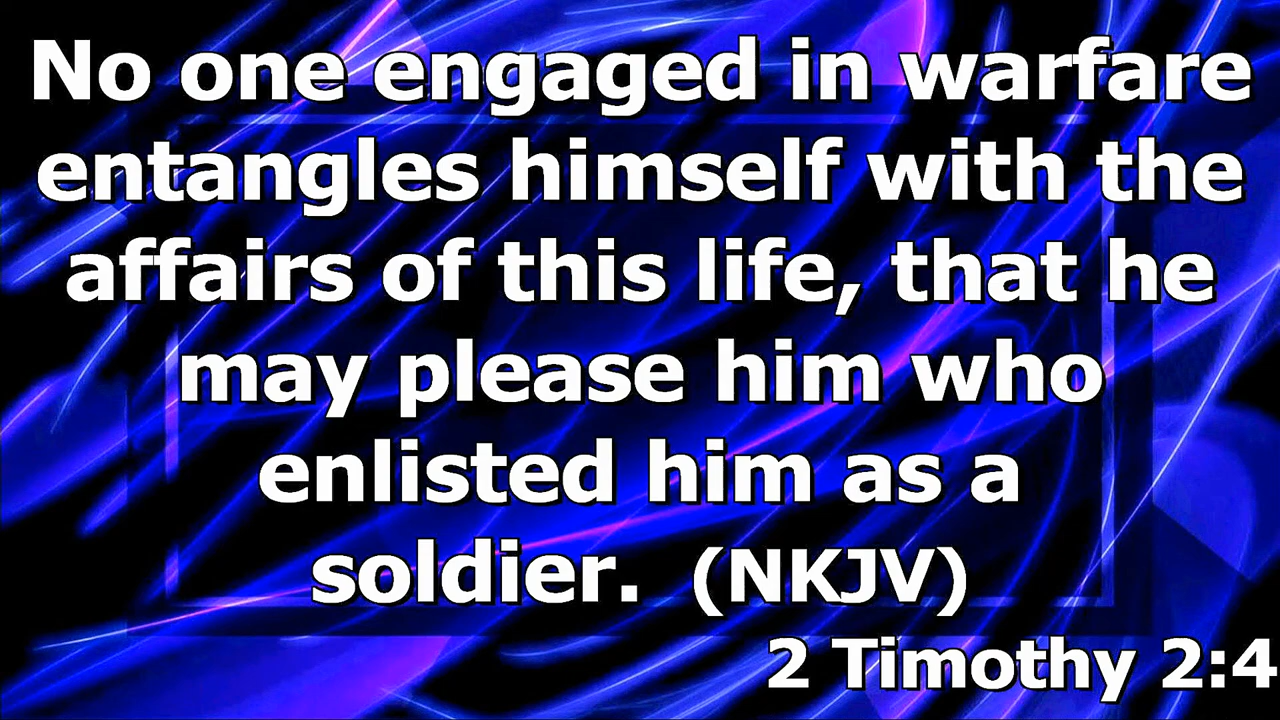 No one engaged in warfare
entangles himself with the
affairs of this life, that he
may please him who
enlisted him as a
soldier. (NKJV)
2 Timothy 2:4